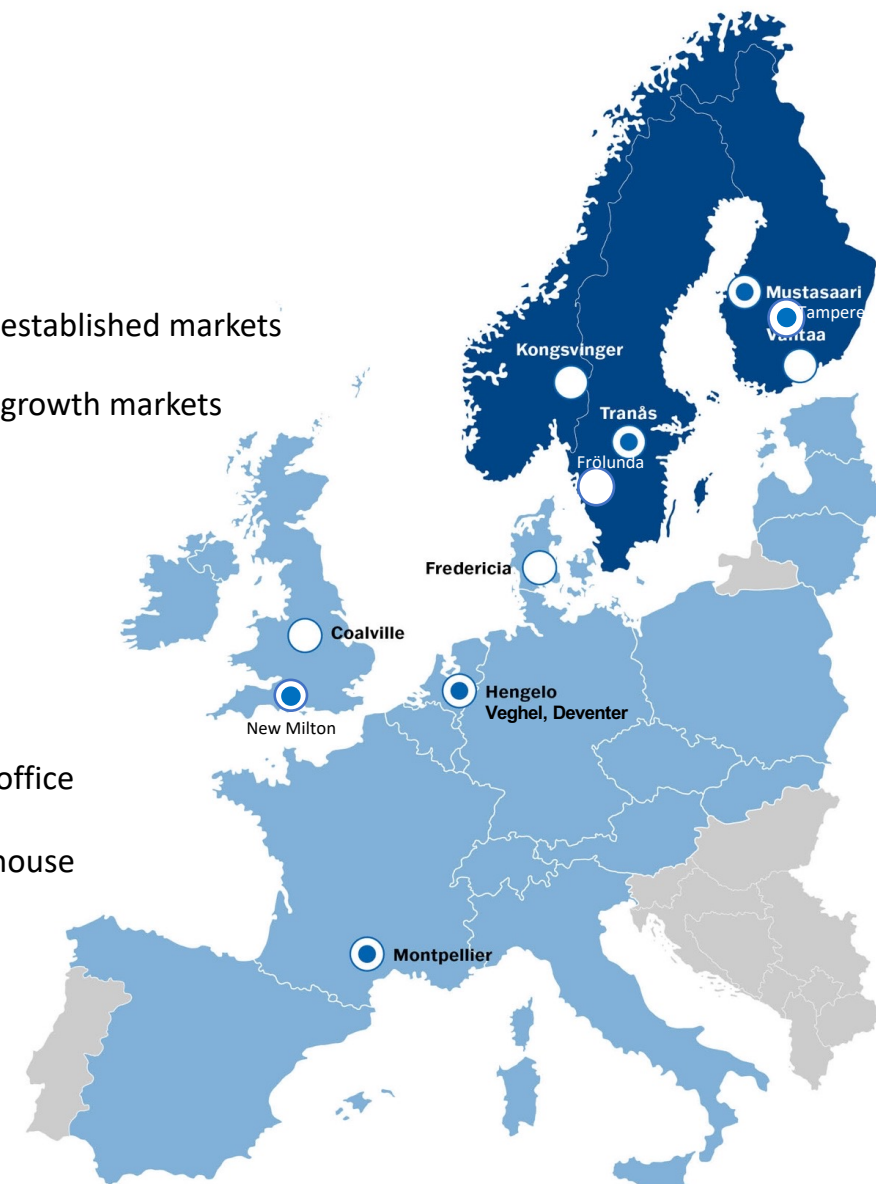 established markets
growth markets
Mustasaari
Tampere
Vantaa
Kongsvinger
Tranås
Frölunda
Fredericia
Coalville
Hengelo
Veghel, Deventer
New Milton
office
house
Montpellier